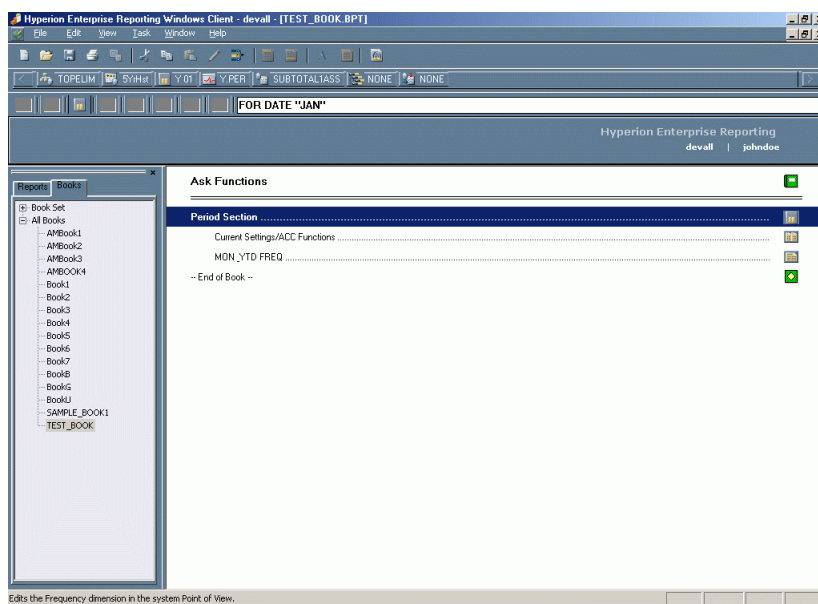 Hyperion Enterprise Reporting Windows Client - devall - [TEST_BOOK.BPT]
File Edit View Task Window Help
TOPELIM 5YrHst Y 01 Y.PER SUBTOTAL1ASS NONE NONE
FOR DATE "JAN"
Hyperion Enterprise Reporting
devall | johndoe
Reports Books
Book Set
All Books
AMBook1
AMBook2
AMBook3
AMBOOK4
Book1
Book2
Book3
Book4
Book5
Book6
Book7
BookB
BookG
BookU
SAMPLE_BOOK1
TEST_BOOK
Ask Functions
Period Section
Current Settings/ACC Functions
MON_YTD FREQ
-- End of Book --
Edits the Frequency dimension in the system Point of View.